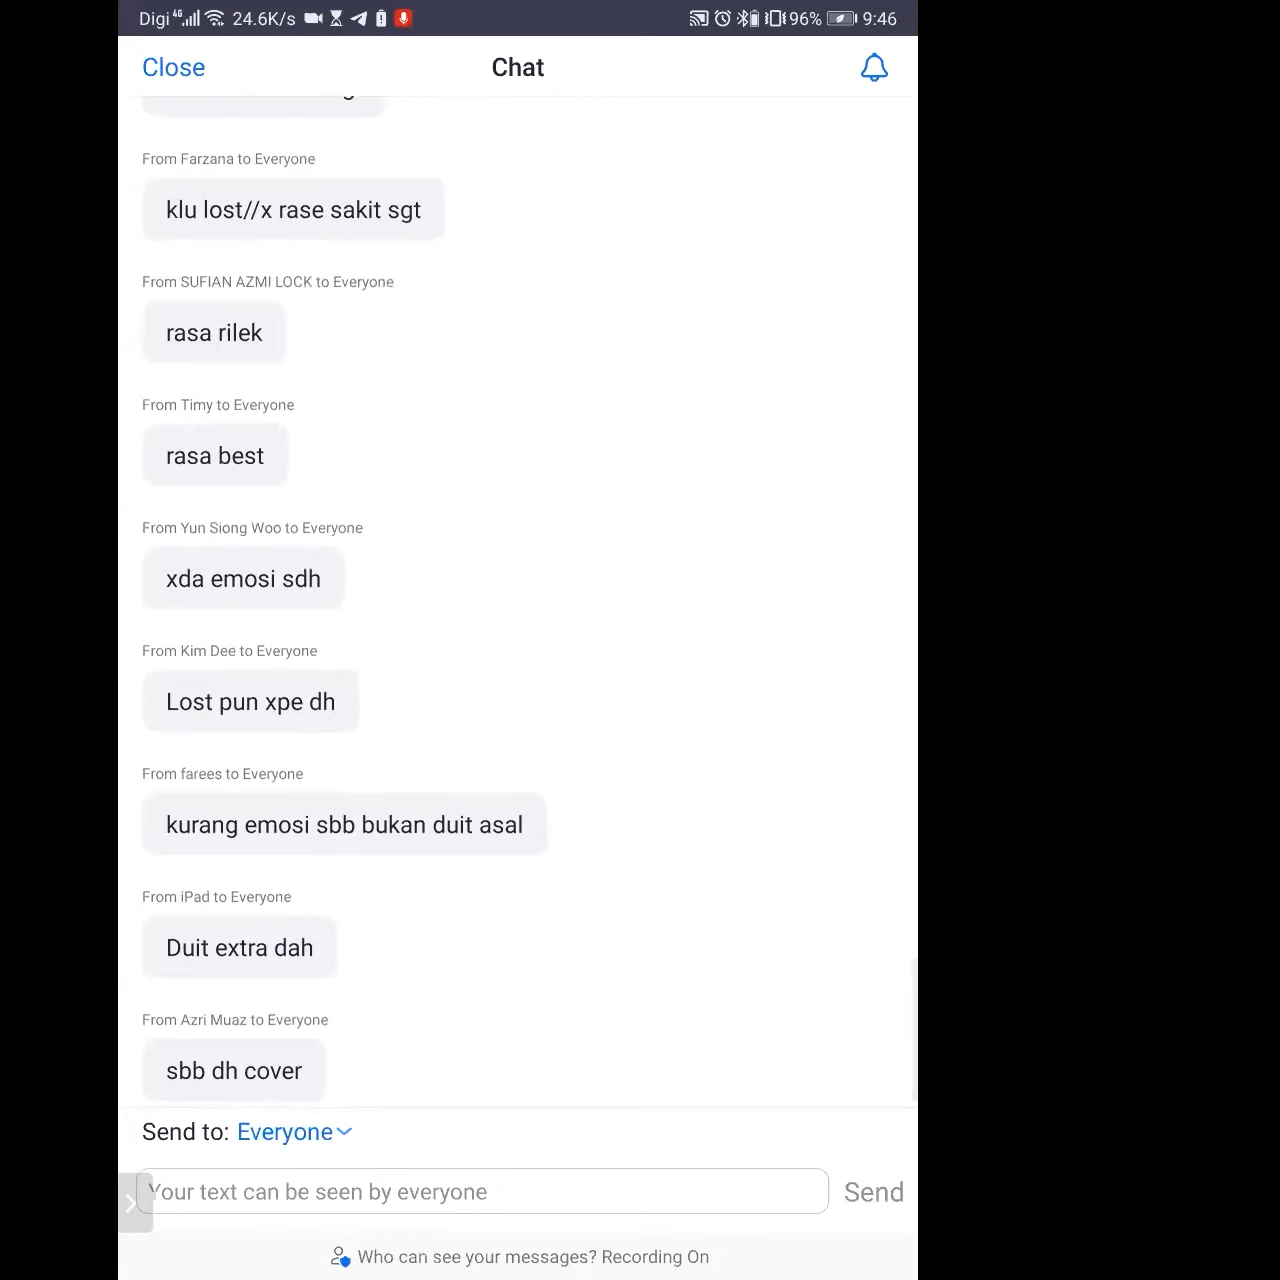 Digi 4G 24.6K/s 96% 9:46
Close Chat
From Farzana to Everyone
klu lost//x rase sakit sgt
From SUFIAN AZMI LOCK to Everyone
rasa rilek
From Timy to Everyone
rasa best
From Yun Siong Woo to Everyone
xda emosi sdh
From Kim Dee to Everyone
Lost pun xpe dh
From farees to Everyone
kurang emosi sbb bukan duit asal
From iPad to Everyone
Duit extra dah
From Azri Muaz to Everyone
sbb dh cover
Send to: Everyone
Your text can be seen by everyone Send
Who can see your messages? Recording On